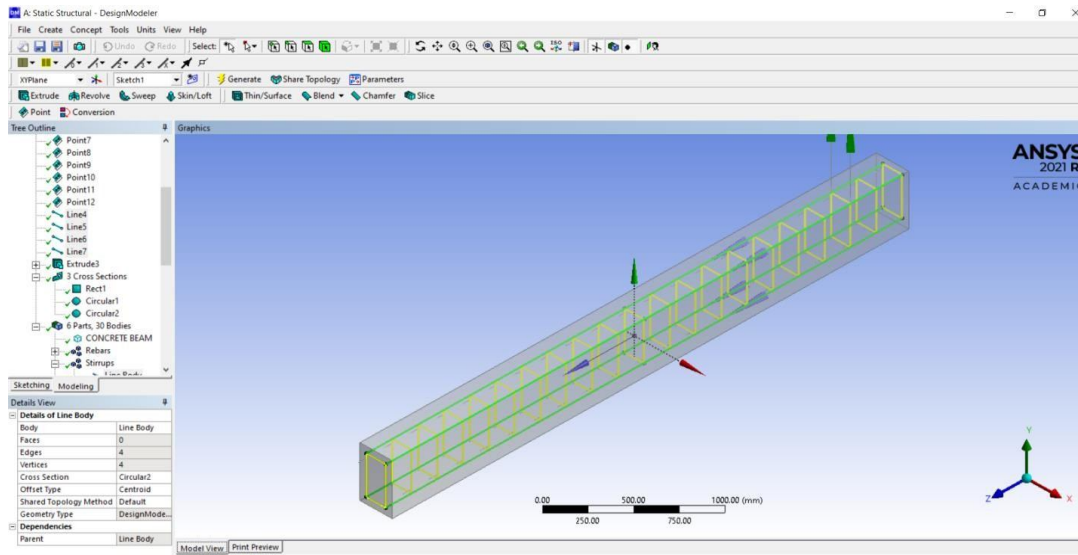 A: Static Structural - DesignModeler
File Create Concept Tools Units View Help
Undo Redo Select:
XYPlane Sketch1 Generate Share Topology Parameters
Extrude Revolve Sweep Skin/Loft Thin/Surface Blend Chamfer Slice
Point Conversion
Tree Outline
Point7
Point8
Point9
Point10
Point11
Point12
Line4
Line5
Line6
Line7
Extrude3
3 Cross Sections
Rect1
Circular1
Circular2
6 Parts, 30 Bodies
CONCRETE BEAM
Rebars
Stirrups
Line Body
Sketching Modeling
Details View
Details of Line Body
Body Line Body
Faces 0
Edges 4
Vertices 4
Cross Section Circular2
Offset Type Centroid
Shared Topology Method Default
Geometry Type DesignMode...
Dependencies
Parent Line Body
Graphics
ANSYS
2021 R
ACADEMIC
0.00 500.00 1000.00 (mm)
250.00 750.00
Y
Z X
Model View Print Preview